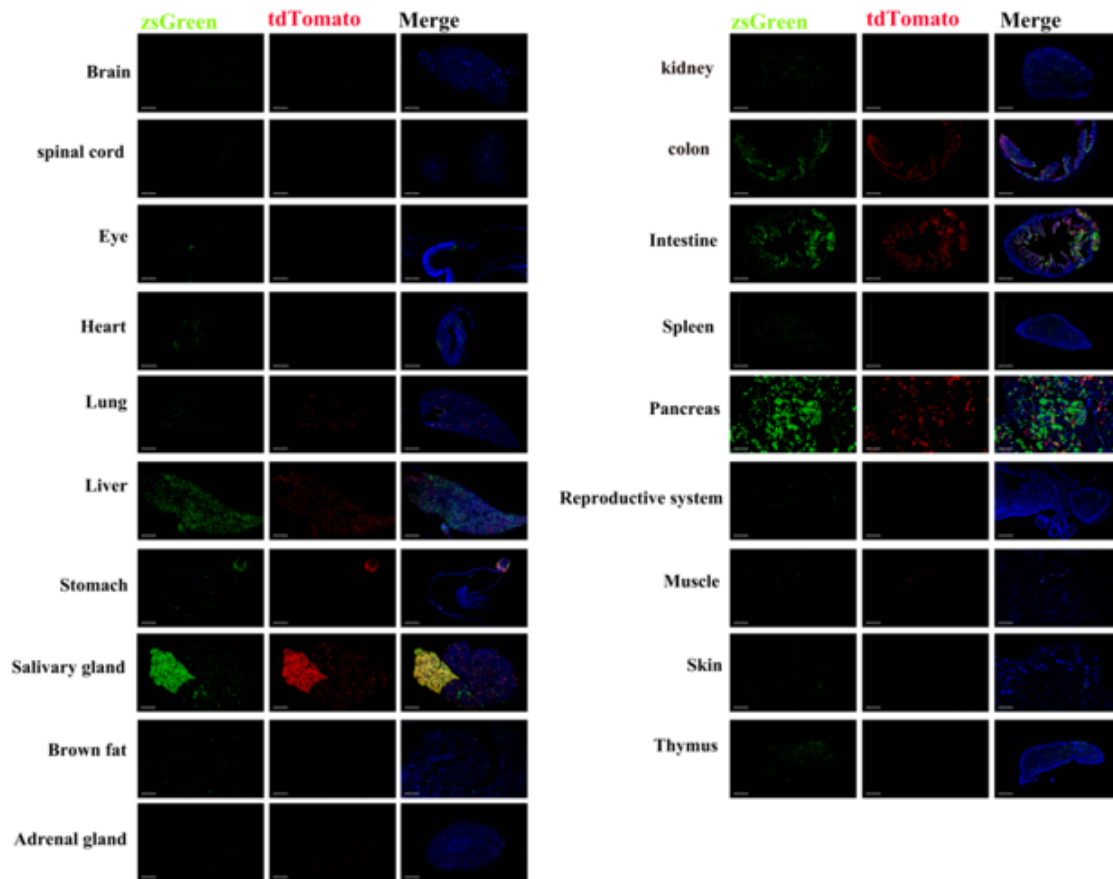 zsGreen tdTomato Merge
Brain
spinal cord
Eye
Heart
Lung
Liver
Stomach
Salivary gland
Brown fat
Adrenal gland
zsGreen tdTomato Merge
kidney
colon
Intestine
Spleen
Pancreas
Reproductive system
Muscle
Skin
Thymus